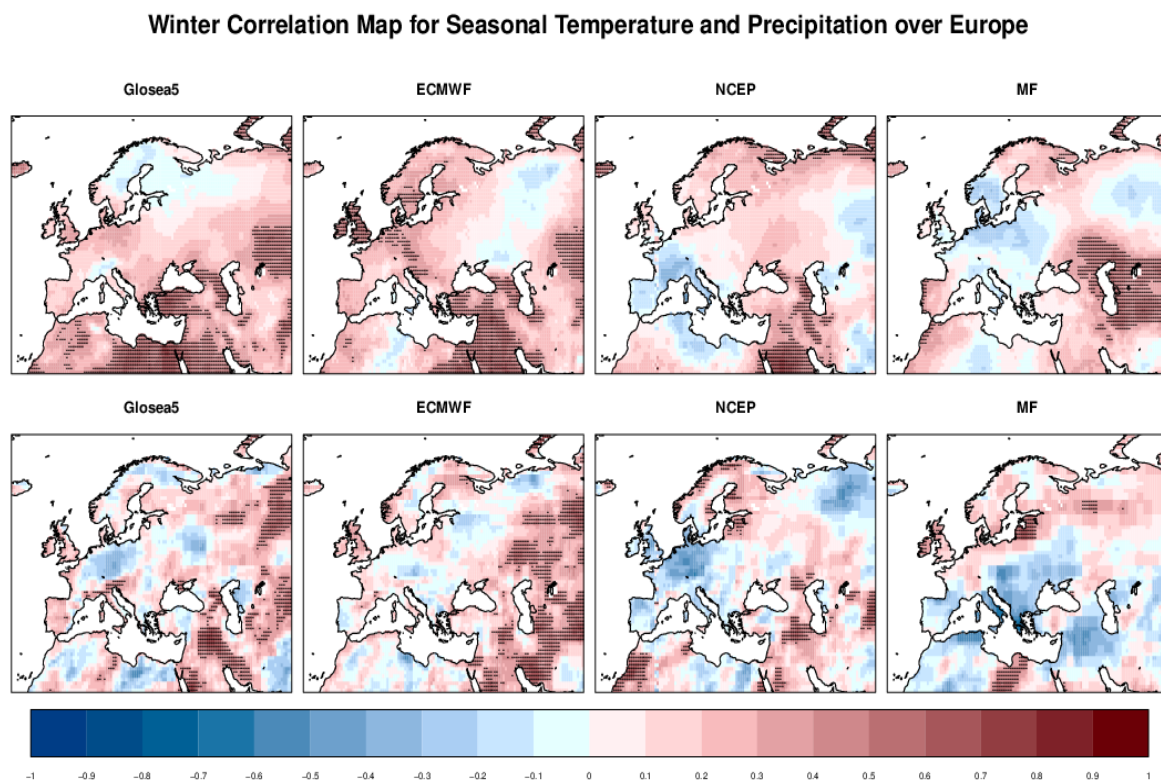 Winter Correlation Map for Seasonal Temperature and Precipitation over Europe
Glosea5 ECMWF NCEP MF
Glosea5 ECMWF NCEP MF
−1 −0.9 −0.8 −0.7 −0.6 −0.5 −0.4 −0.3 −0.2 −0.1 0 0.1 0.2 0.3 0.4 0.5 0.6 0.7 0.8 0.9 1